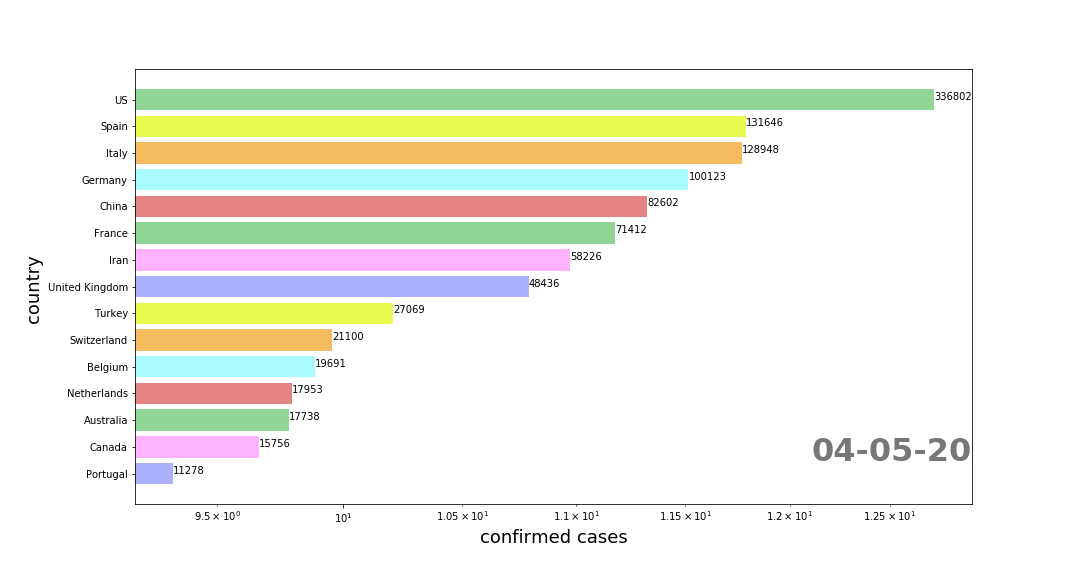 US 336802
Spain 131646
Italy 128948
Germany 100123
China 82602
France 71412
Iran 58226
United Kingdom 48436
Turkey 27069
Switzerland 21100
Belgium 19691
Netherlands 17953
Australia 17738
Canada 15756
Portugal 11278
country
04-05-20
9.5 × 10⁰ 10¹ 1.05 × 10¹ 1.1 × 10¹ 1.15 × 10¹ 1.2 × 10¹ 1.25 × 10¹
confirmed cases